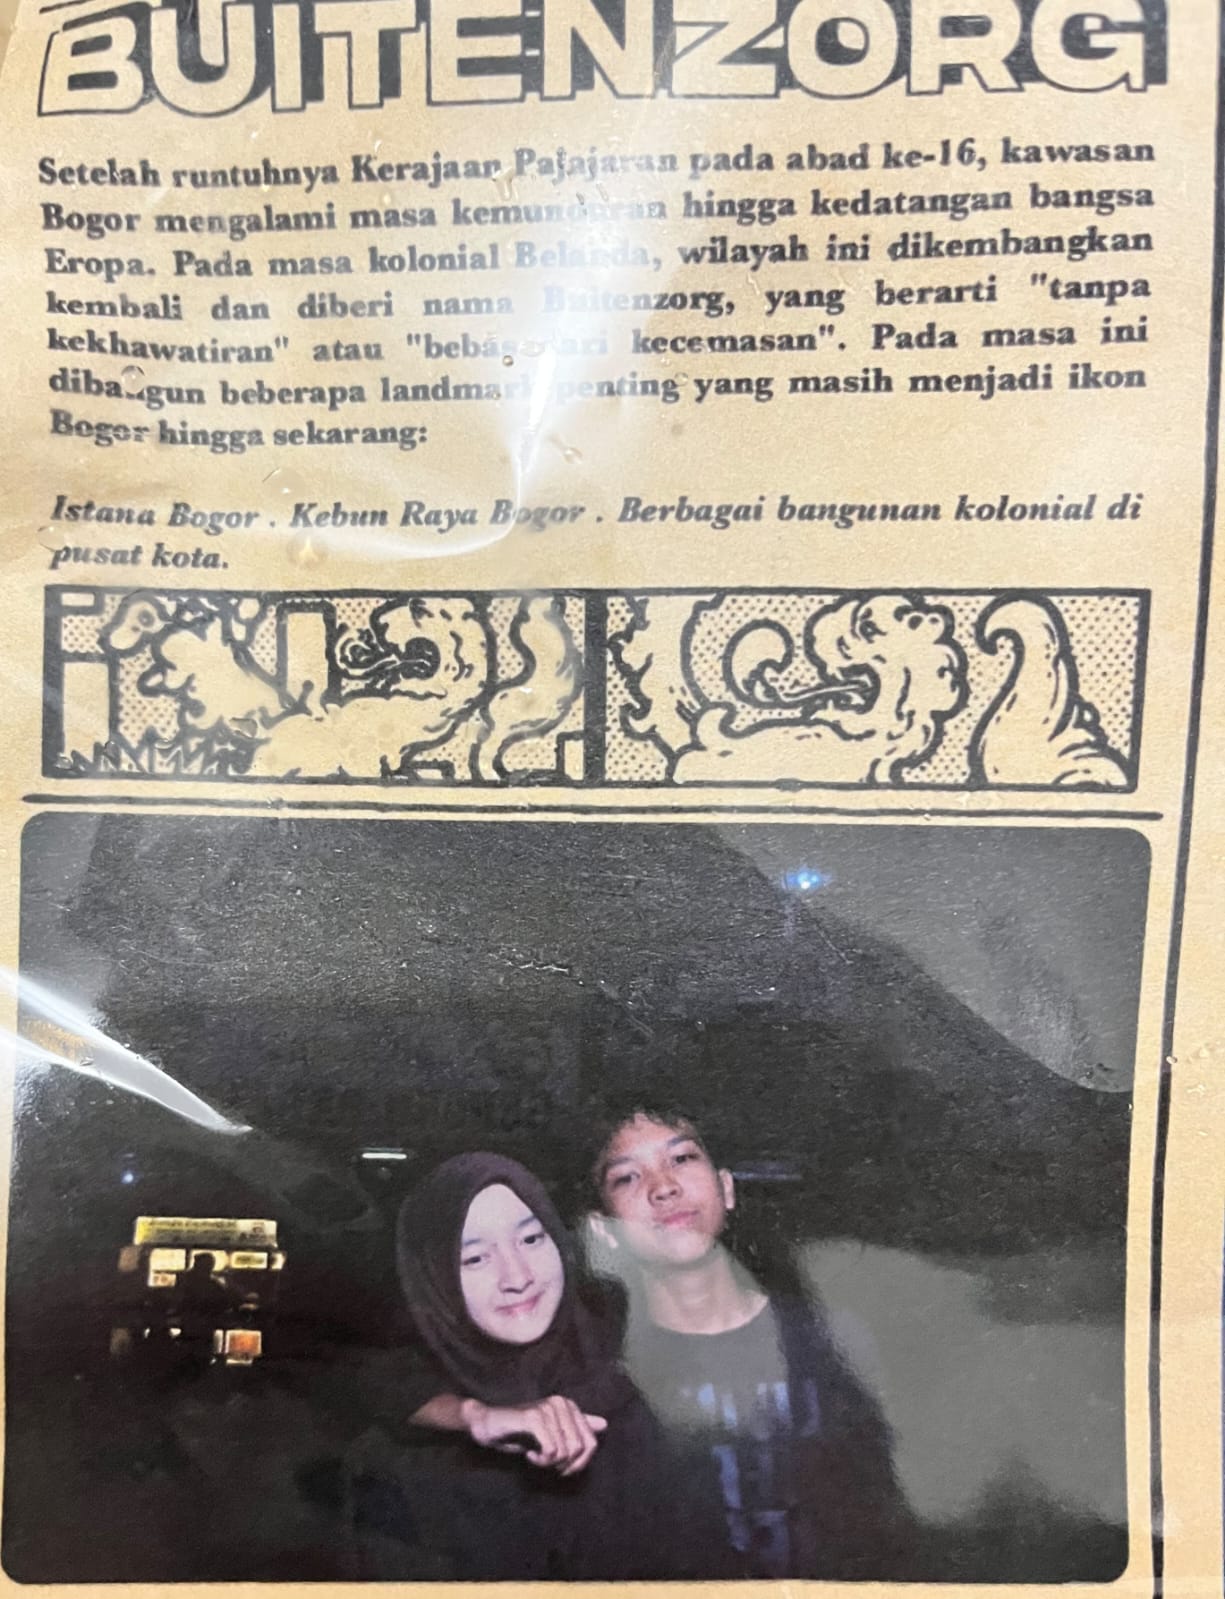 BUITENZORG
Setelah runtuhnya Kerajaan Pajajaran pada abad ke-16, kawasan
Bogor mengalami masa kemunduran hingga kedatangan bangsa
Eropa. Pada masa kolonial Belanda, wilayah ini dikembangkan
kembali dan diberi nama Buitenzorg, yang berarti "tanpa
kekhawatiran" atau "bebas dari kecemasan". Pada masa ini
dibangun beberapa landmark penting yang masih menjadi ikon
Bogor hingga sekarang:
Istana Bogor . Kebun Raya Bogor . Berbagai bangunan kolonial di
pusat kota.